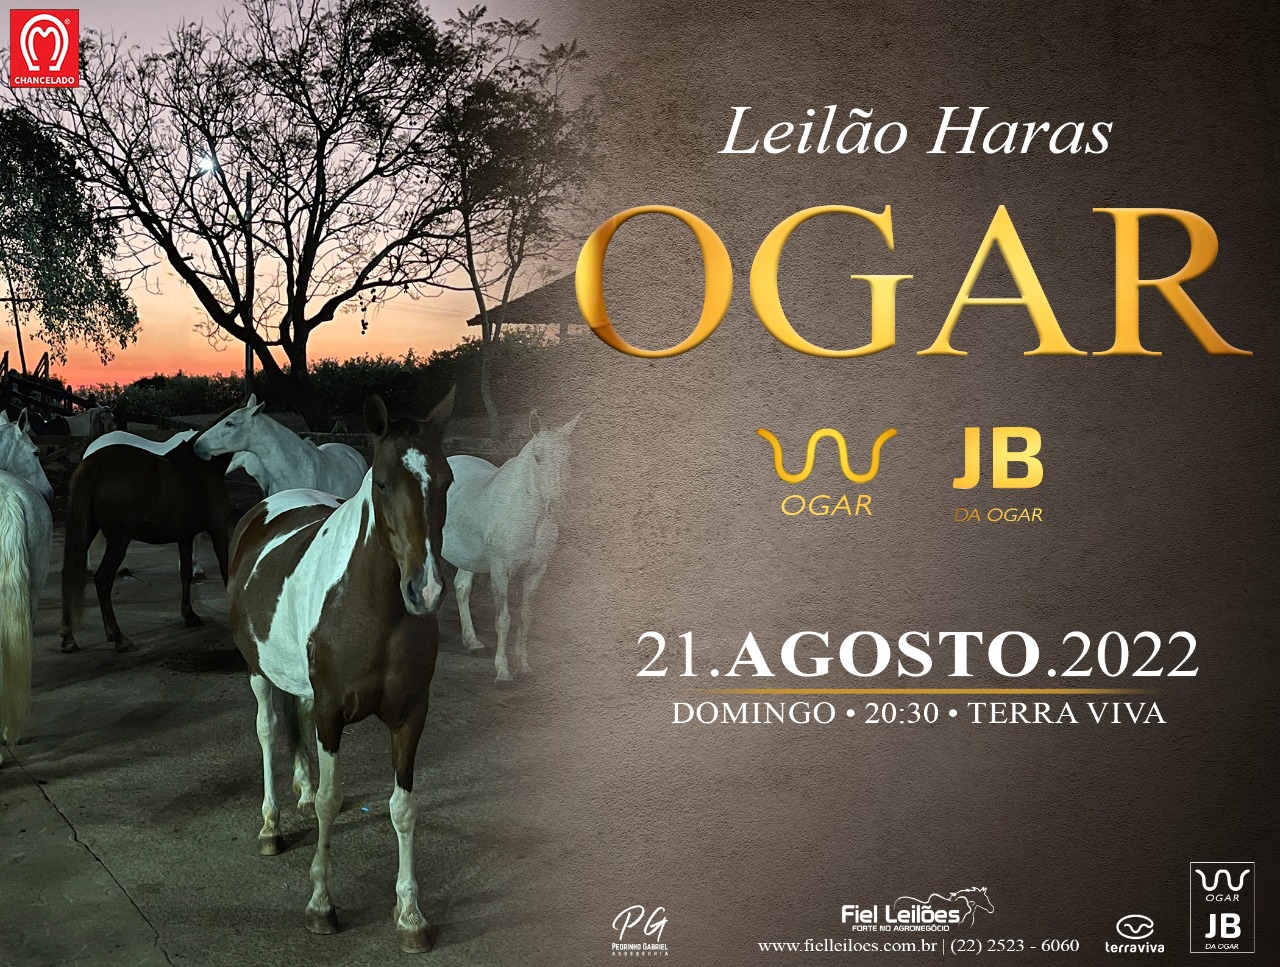 CHANCELADO
Leilão Haras
OGAR
OGAR
JB
DA OGAR
21.AGOSTO.2022
DOMINGO • 20:30 • TERRA VIVA
PG
PEDRINHO GABRIEL
ASSESSORIA
Fiel Leilões
FORTE NO AGRONEGÓCIO
www.fielleiloes.com.br | (22) 2523 - 6060
terraviva
OGAR
JB
DA OGAR